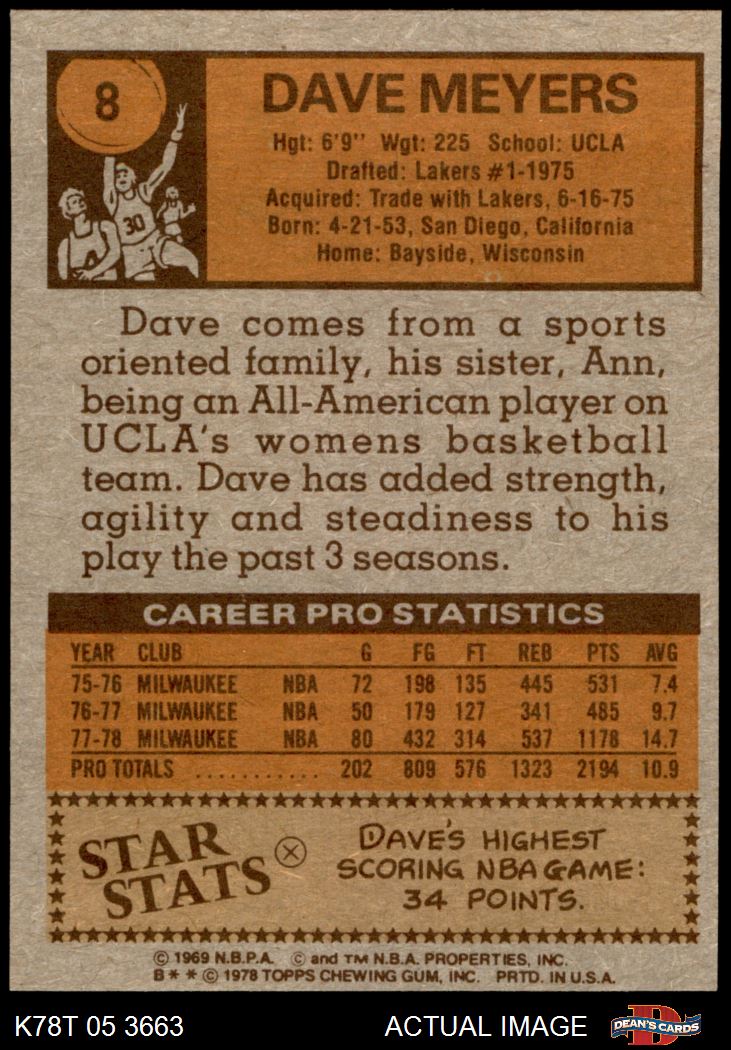 8
DAVE MEYERS
Hgt: 6'9" Wgt: 225 School: UCLA
Drafted: Lakers #1-1975
Acquired: Trade with Lakers, 6-16-75
Born: 4-21-53, San Diego, California
Home: Bayside, Wisconsin
30
Dave comes from a sports
oriented family, his sister, Ann,
being an All-American player on
UCLA's womens basketball
team. Dave has added strength,
agility and steadiness to his
play the past 3 seasons.
CAREER PRO STATISTICS
YEAR CLUB G FG FT REB PTS AVG
75-76 MILWAUKEE NBA 72 198 135 445 531 7.4
76-77 MILWAUKEE NBA 50 179 127 341 485 9.7
77-78 MILWAUKEE NBA 80 432 314 537 1178 14.7
PRO TOTALS ........... 202 809 576 1323 2194 10.9
STAR
STATS
DAVE'S HIGHEST
SCORING NBA GAME:
34 POINTS.
© 1969 N.B.P.A. © and TM N.B.A. PROPERTIES, INC.
B * * © 1978 TOPPS CHEWING GUM, INC. PRTD. IN U.S.A.
K78T 05 3663 ACTUAL IMAGE
D
DEAN'S CARDS